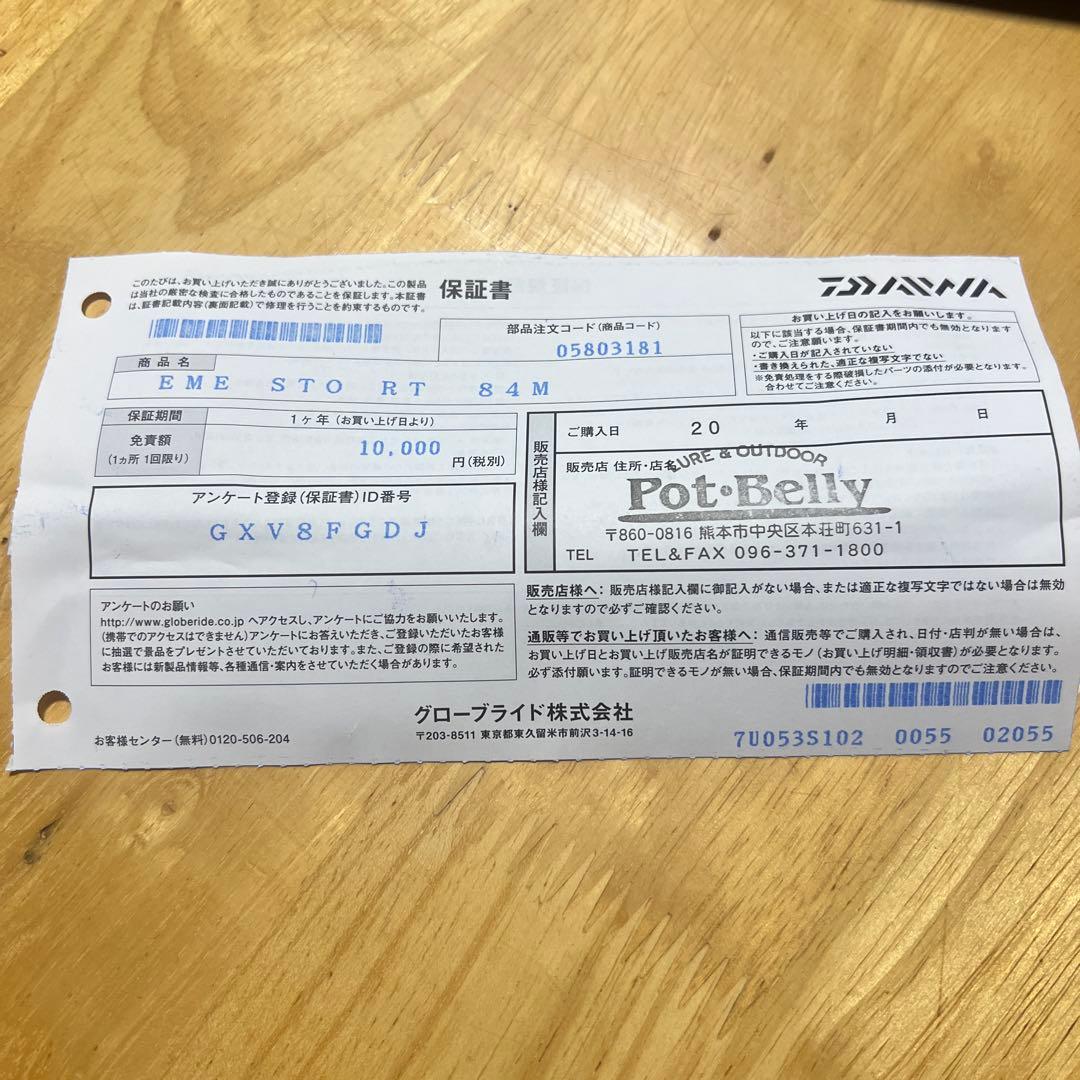 このたびは、お買い上げいただき誠にありがとうございました。この製品
は当社の厳密な検査に合格したものであることを保証します。本証書
は、証書記載内容(裏面記載)で修理を行うことを約束するものです。
保証書
DAIWA
部品注文コード(商品コード)
05803181
お買い上げ日の記入をお願いします。
以下に該当する場合、保証書期間内でも無効となります
ので、ご注意願います。
・ご購入日が記入されていない
・書き換えられた、適正な複写文字でない
※免責処理をする際破損したパーツの添付が必要となります。
合わせてご注意ください。
商品名
EME STO RT 84M
保証期間
1ヶ年(お買い上げ日より)
免責額
(1ヵ所 1回限り)
10,000
円(税別)
アンケート登録(保証書)ID番号
GXV8FGDJ
販売店様記入欄
ご購入日 20 年 月 日
販売店 住所・店名
LURE & OUTDOOR
Pot・Belly
〒860-0816 熊本市中央区本荘町631-1
TEL TEL&FAX 096-371-1800
アンケートのお願い
http://www.globeride.co.jp へアクセスし、アンケートにご協力をお願いいたします。
(携帯でのアクセスはできません)アンケートにお答えいただき、ご登録いただいたお客様
に抽選で景品をプレゼントさせていただいております。また、ご登録の際に希望された
お客様には新製品情報等、各種通信・案内をさせていただく場合があります。
販売店様へ:販売店様記入欄に御記入がない場合、または適正な複写文字ではない場合は無効
となりますので必ずご確認ください。
通販等でお買い上げ頂いたお客様へ:通信販売等でご購入され、日付・店判が無い場合は、
お買い上げ日とお買い上げ販売店名が証明できるモノ(お買い上げ明細・領収書)が必要となります。
必ず添付願います。証明できるモノが無い場合、保証期間内でも無効となりますのでご注意ください。
お客様センター(無料)0120-506-204
グローブライド株式会社
〒203-8511 東京都東久留米市前沢3-14-16
7U053S102 0055 02055